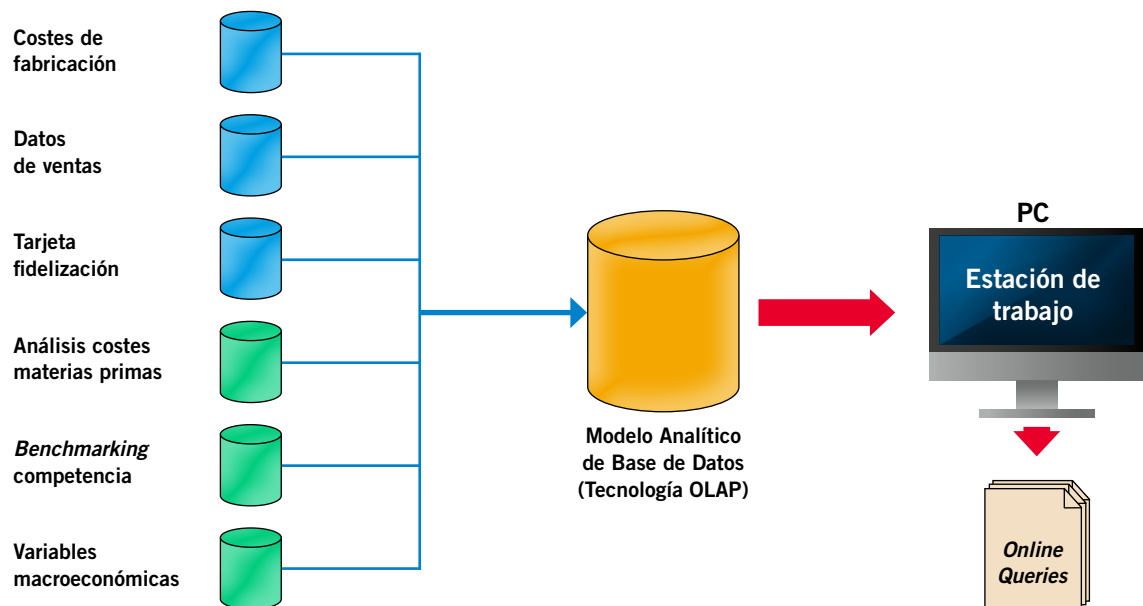 Costes de
fabricación
Datos
de ventas
Tarjeta
fidelización
Análisis costes
materias primas
Benchmarking
competencia
Variables
macroeconómicas
Modelo Analítico
de Base de Datos
(Tecnología OLAP)
PC
Estación de
trabajo
Online
Queries